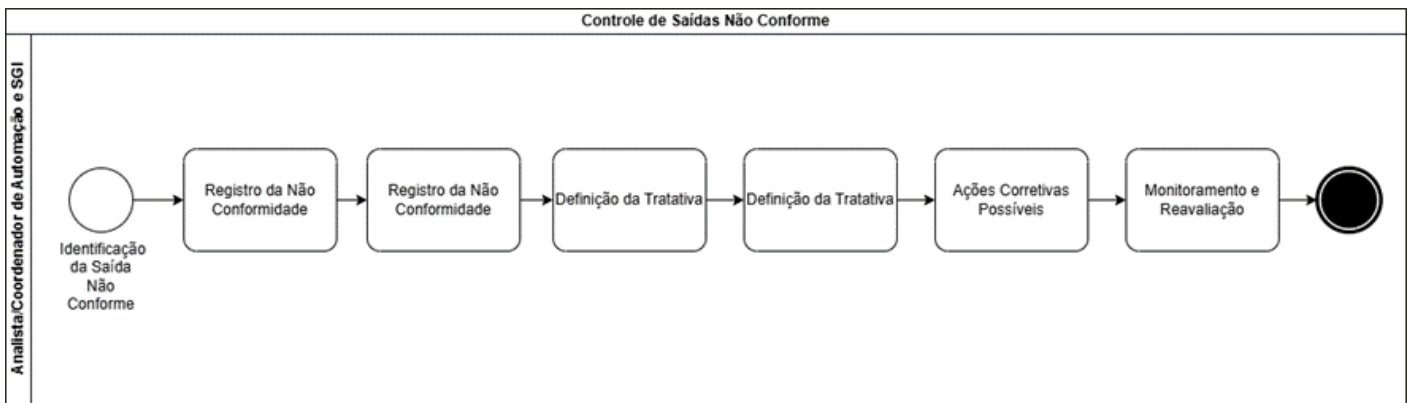 Controle de Saídas Não Conforme
Analista/Coordenador de Automação e SGI
Identificação
da Saída
Não
Conforme
Registro da Não
Conformidade
Registro da Não
Conformidade
Definição da Tratativa
Definição da Tratativa
Ações Corretivas
Possíveis
Monitoramento e
Reavaliação